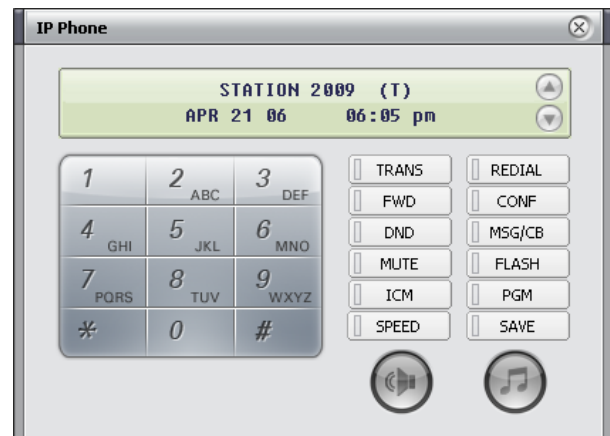 IP Phone
STATION 2009 (T)
APR 21 06 06:05 pm
1 2 ABC 3 DEF
4 GHI 5 JKL 6 MNO
7 PQRS 8 TUV 9 WXYZ
* 0 #
TRANS REDIAL
FWD CONF
DND MSG/CB
MUTE FLASH
ICM PGM
SPEED SAVE